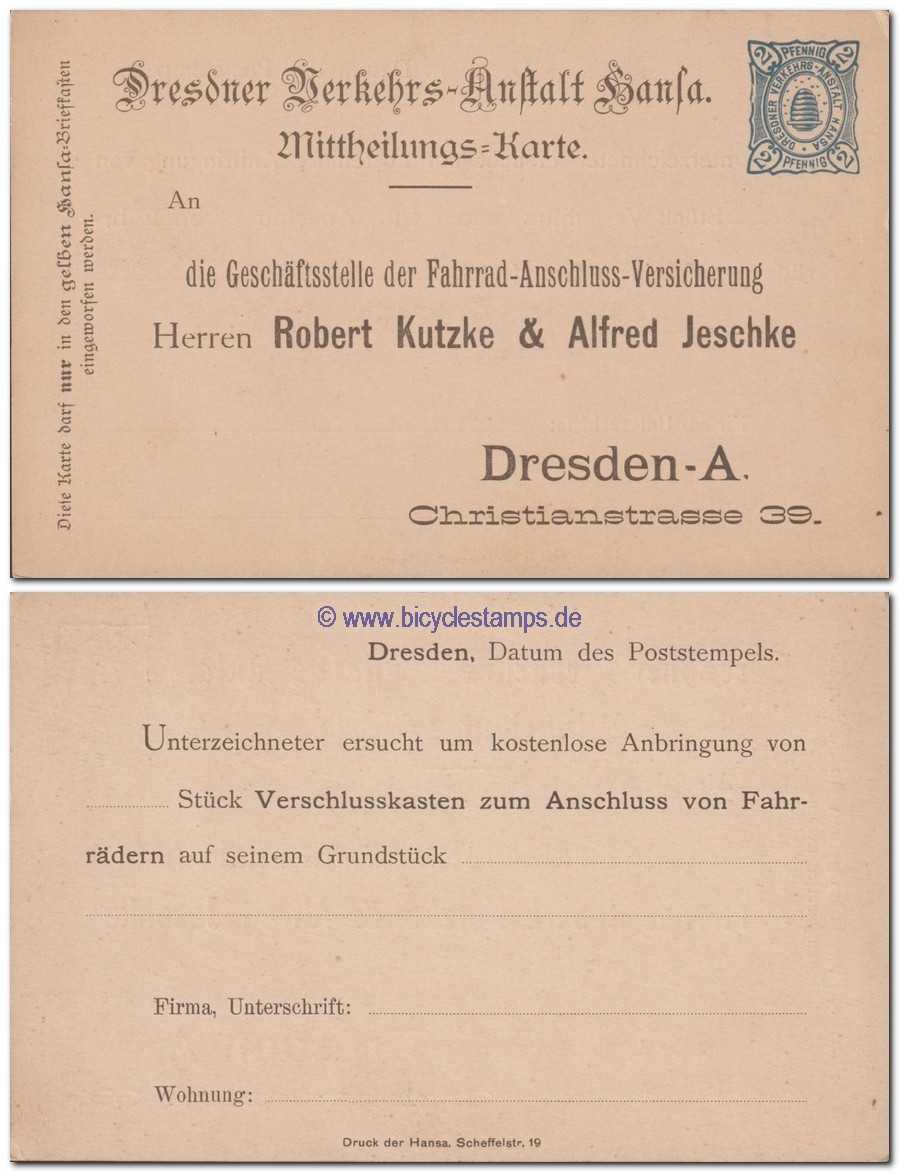 Dresdner Verkehrs-Anstalt Hansa.
Mittheilungs-Karte.
2 PFENNIG 2
DRESDNER VERKEHRS-ANSTALT HANSA
2 PFENNIG 2
Diese Karte darf nur in den gelben Hansa-Briefkasten
eingeworfen werden.
An
die Geschäftsstelle der Fahrrad-Anschluss-Versicherung
Herren Robert Kutzke & Alfred Jeschke
Dresden-A.
Christianstrasse 39.
© www.bicyclestamps.de
Dresden, Datum des Poststempels.
Unterzeichneter ersucht um kostenlose Anbringung von
Stück Verschlusskasten zum Anschluss von Fahr-
rädern auf seinem Grundstück
Firma, Unterschrift:
Wohnung:
Druck der Hansa, Scheffelstr. 19